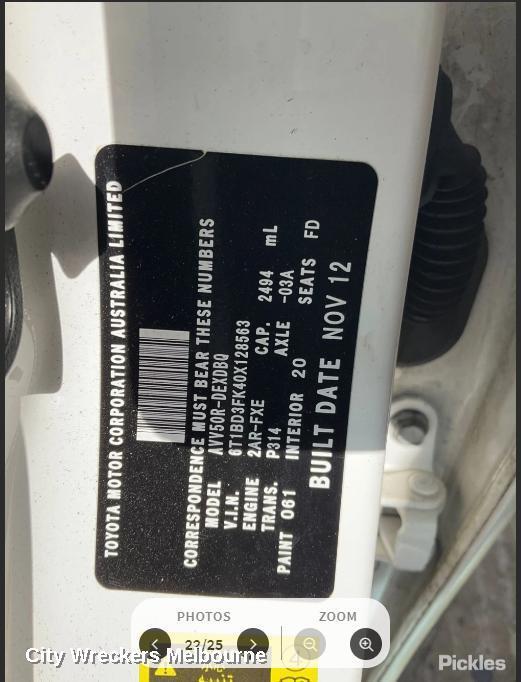 TOYOTA MOTOR CORPORATION AUSTRALIA LIMITED
CORRESPONDENCE MUST BEAR THESE NUMBERS
MODEL AVV50R-DEXDBQ
V.I.N. 6T1BD3FK40X128563
ENGINE 2AR-FXE CAP. 2494 mL
TRANS. P314 AXLE -03A
PAINT 061 INTERIOR 20 SEATS FD
BUILT DATE NOV 12
PHOTOS ZOOM
23/25
City Wreckers Melbourne
Pickles